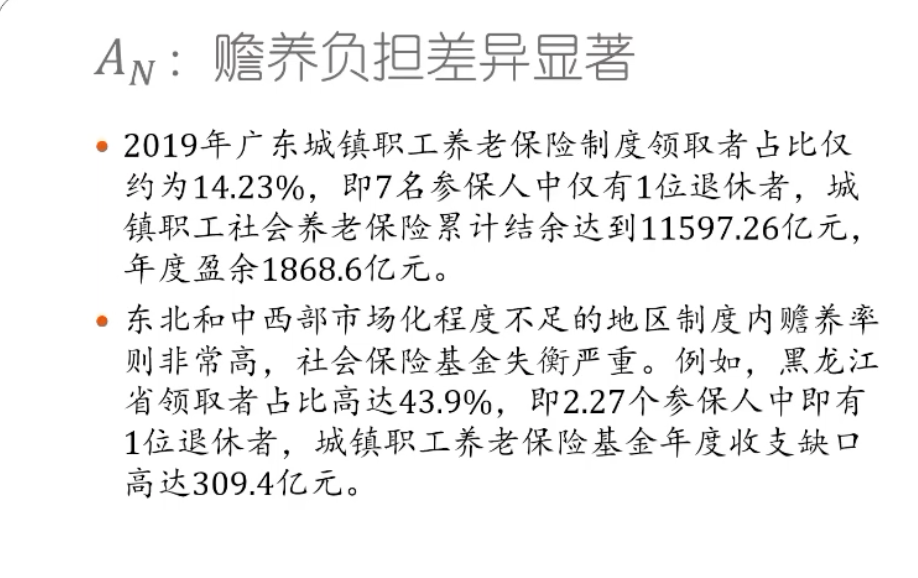 A_N：赡养负担差异显著
• 2019年广东城镇职工养老保险制度领取者占比仅
约为14.23%，即7名参保人中仅有1位退休者，城
镇职工社会养老保险累计结余达到11597.26亿元，
年度盈余1868.6亿元。
• 东北和中西部市场化程度不足的地区制度内赡养率
则非常高，社会保险基金失衡严重。例如，黑龙江
省领取者占比高达43.9%，即2.27个参保人中即有
1位退休者，城镇职工养老保险基金年度收支缺口
高达309.4亿元。